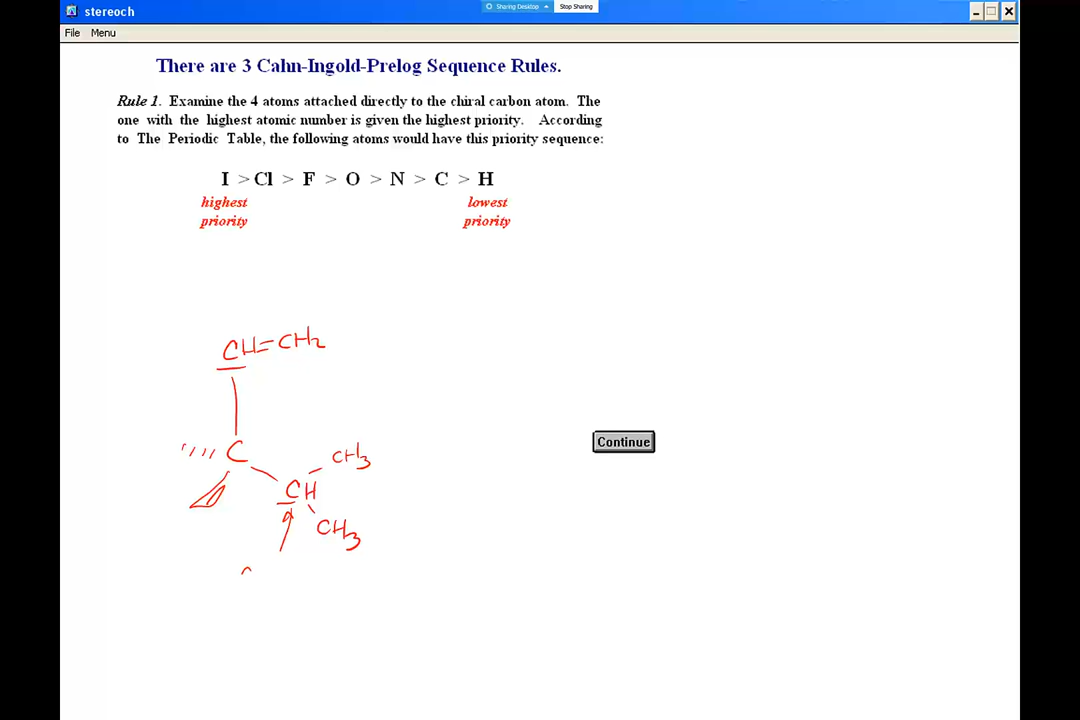 Sharing Desktop Stop Sharing
stereoch
File Menu
There are 3 Cahn-Ingold-Prelog Sequence Rules.
Rule 1. Examine the 4 atoms attached directly to the chiral carbon atom. The
one with the highest atomic number is given the highest priority. According
to The Periodic Table, the following atoms would have this priority sequence:
I > Cl > F > O > N > C > H
highest lowest
priority priority
CH=CH2
Continue
C CH3
CH
CH3